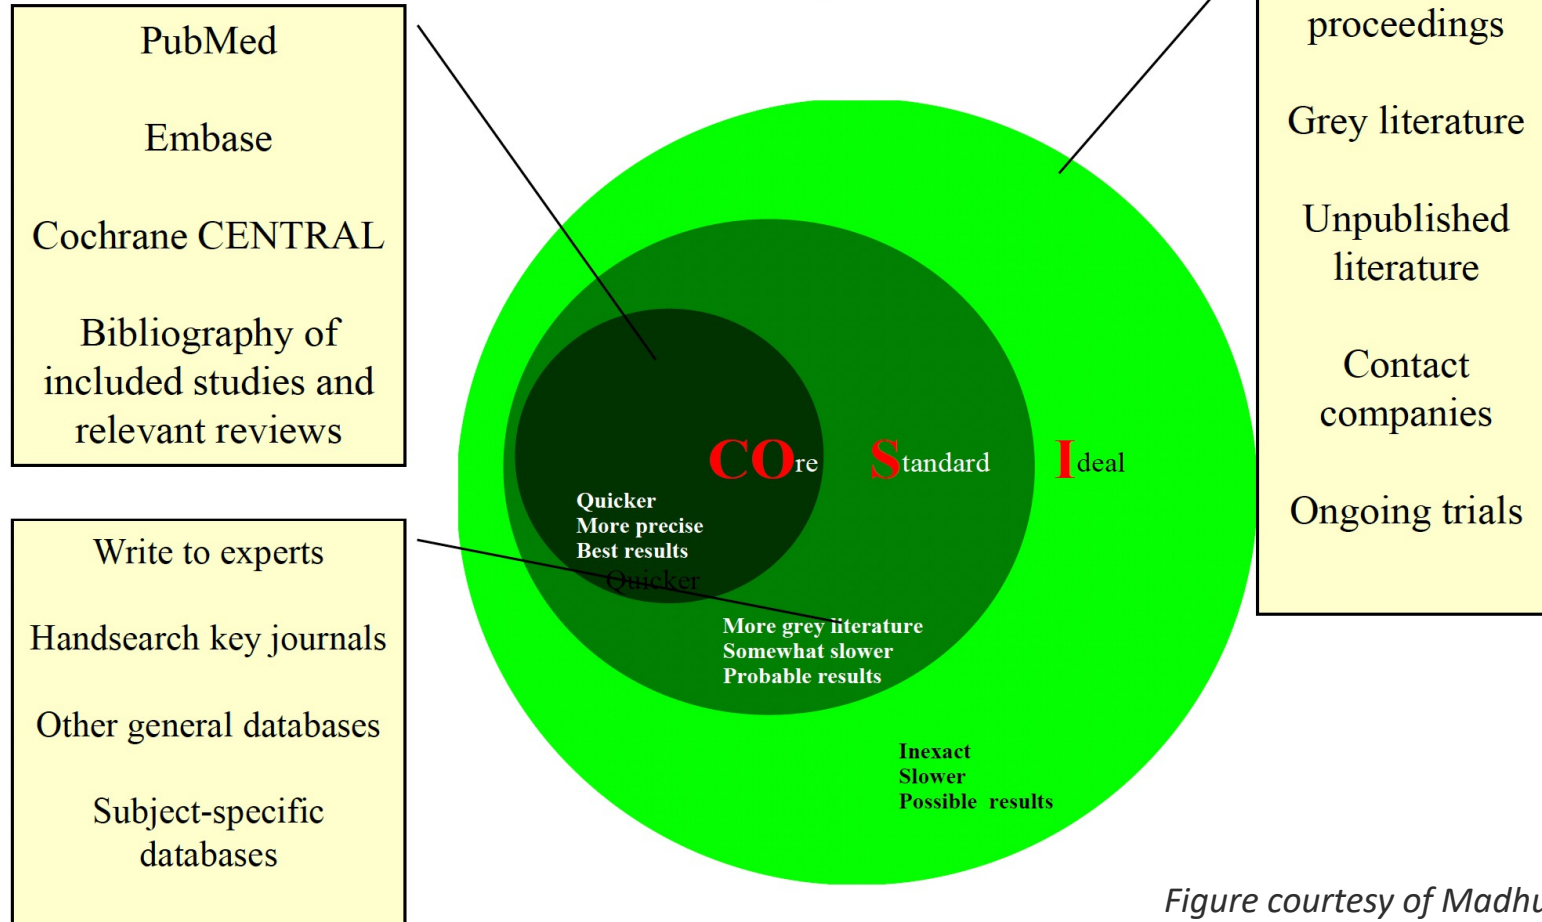 PubMed
Embase
Cochrane CENTRAL
Bibliography of
included studies and
relevant reviews
Write to experts
Handsearch key journals
Other general databases
Subject-specific
databases
COre Standard Ideal
Quicker
More precise
Best results
Quicker
More grey literature
Somewhat slower
Probable results
Inexact
Slower
Possible results
proceedings
Grey literature
Unpublished
literature
Contact
companies
Ongoing trials
Figure courtesy of Madhu